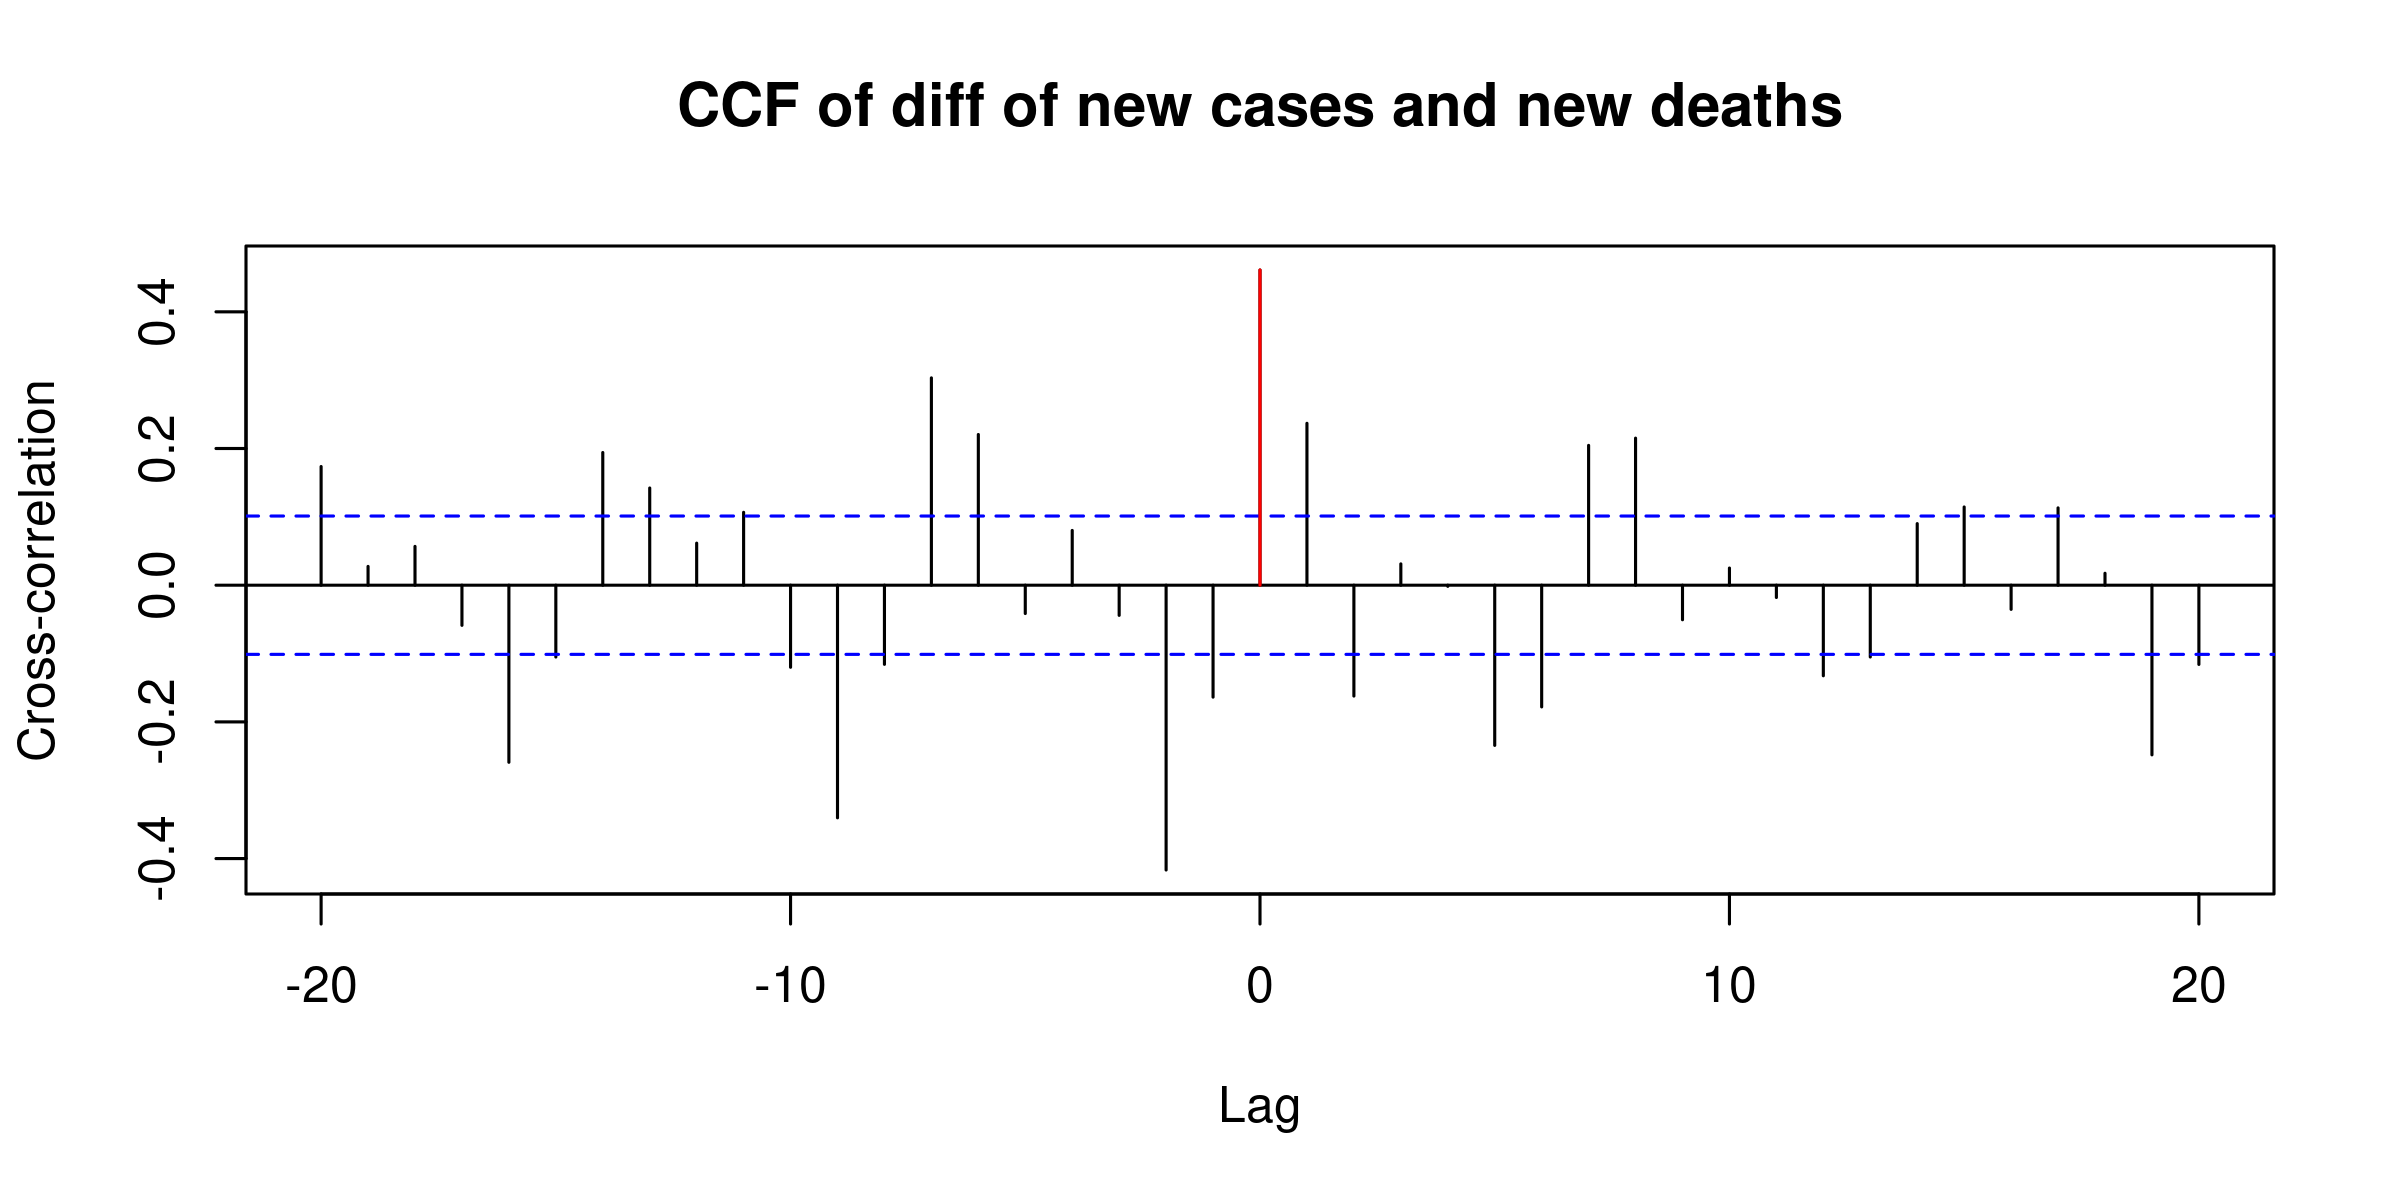 CCF of diff of new cases and new deaths
Cross-correlation
0.4
0.2
0.0
-0.2
-0.4
-20 -10 0 10 20
Lag